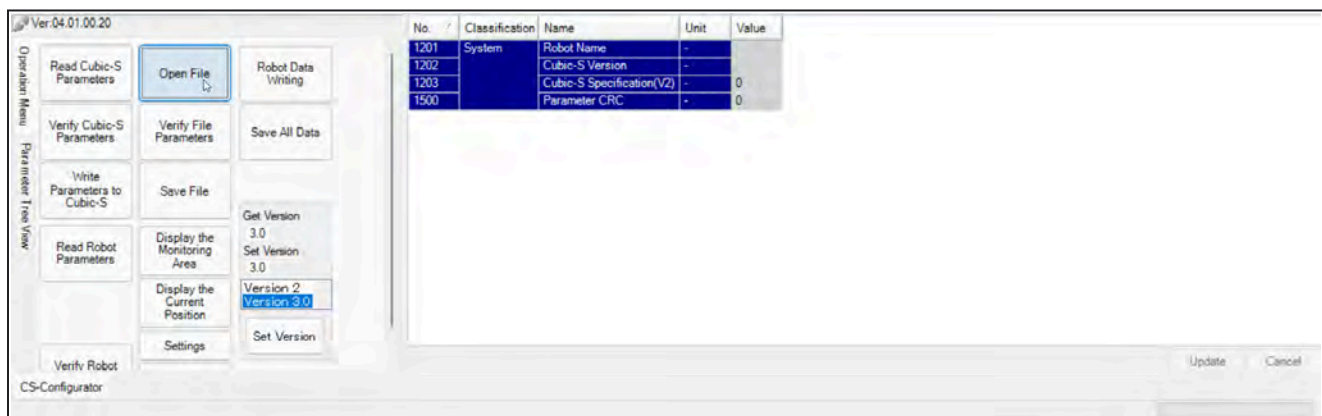 Ver:04.01.00.20
Operation Menu
Parameter Tree View
Read Cubic-S
Parameters
Open File
Robot Data
Writing
Verify Cubic-S
Parameters
Verify File
Parameters
Save All Data
Write
Parameters to
Cubic-S
Save File
Get Version
3.0
Set Version
3.0
Read Robot
Parameters
Display the
Monitoring
Area
Version 2
Version 3.0
Display the
Current
Position
Set Version
Settings
Verify Robot
CS-Configurator
No. / Classification Name Unit Value
1201 System Robot Name -
1202 Cubic-S Version -
1203 Cubic-S Specification(V2) - 0
1500 Parameter CRC - 0
Update Cancel